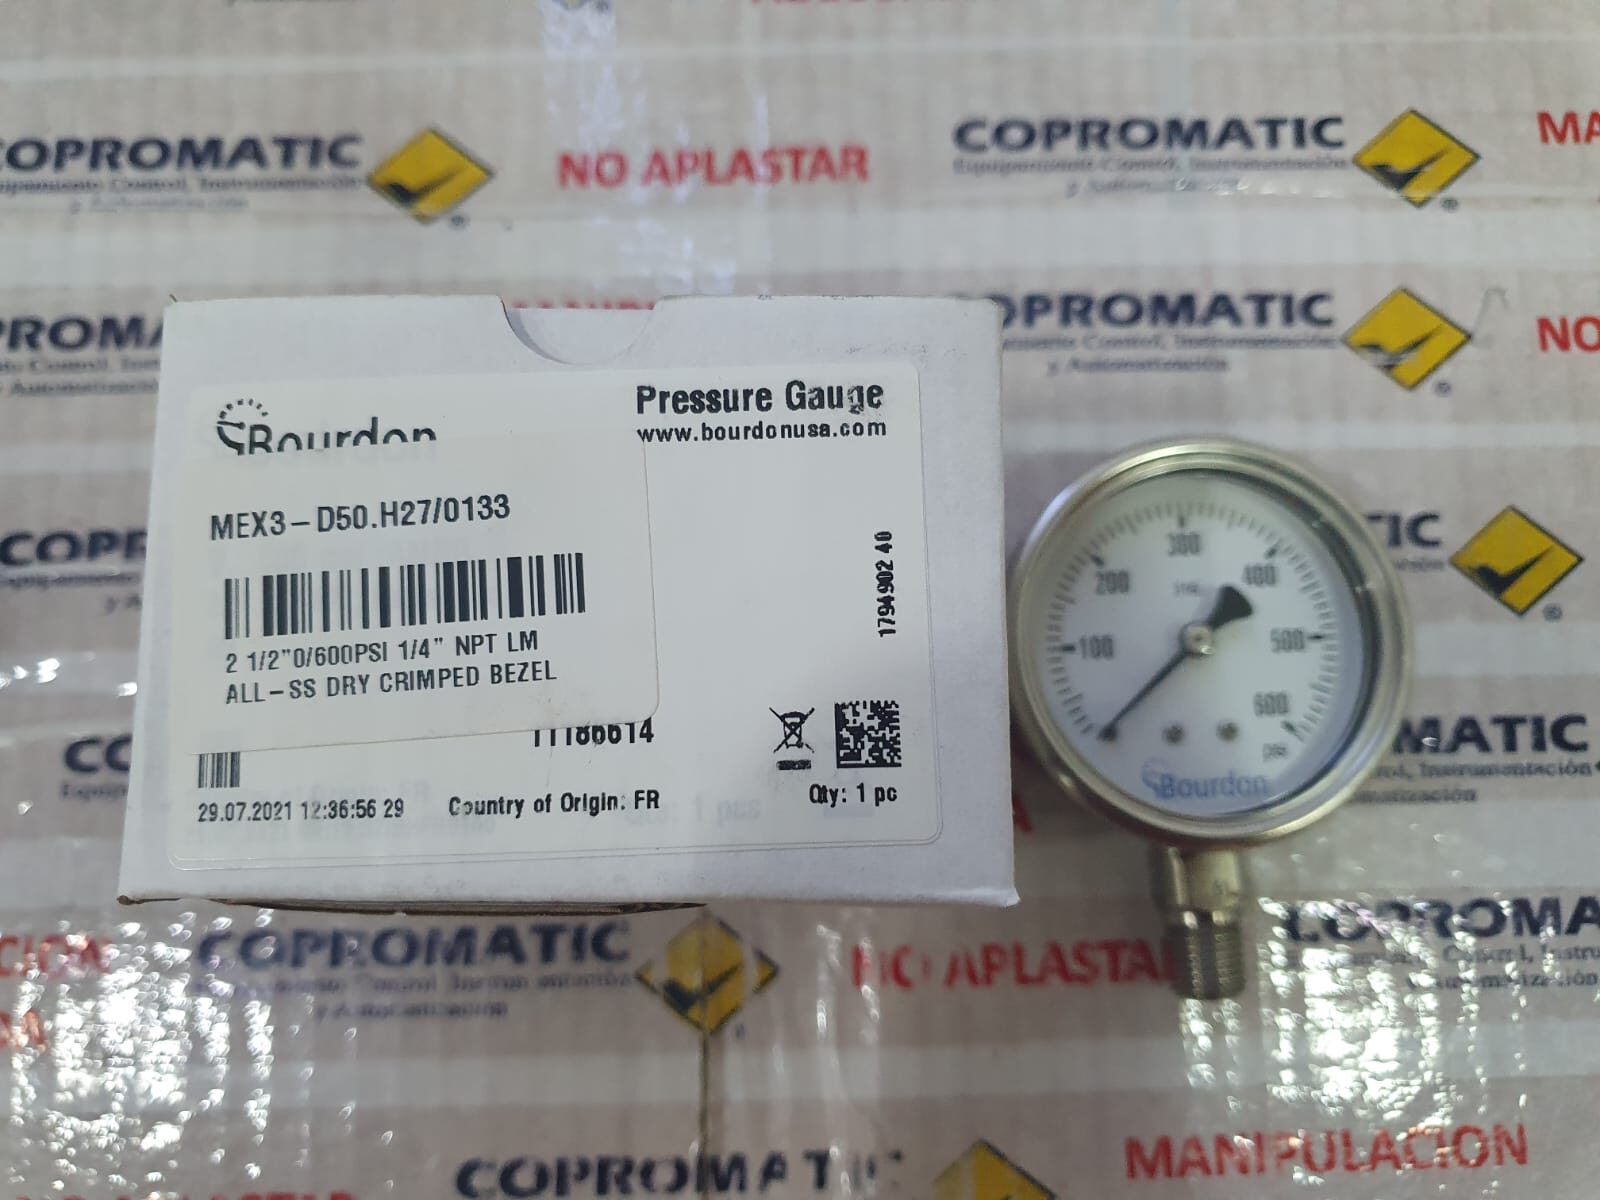 COPROMATIC
NO APLASTAR
COPROMATIC
Equipamiento Control, Instrumentación
y Automatización
COPROMATIC
NO
Bourdon
Pressure Gauge
www.bourdonusa.com
MEX3-D50.H27/0133
2 1/2"0/600PSI 1/4" NPT LM
ALL-SS DRY CRIMPED BEZEL
1794902 40
11186614
29.07.2021 12:36:56 29
Country of Origin: FR
Qty: 1 pc
100
200
300
400
500
600
psi
Bourdon
COPROMATIC
NO APLASTAR
COPROMATIC
MANIPULACION